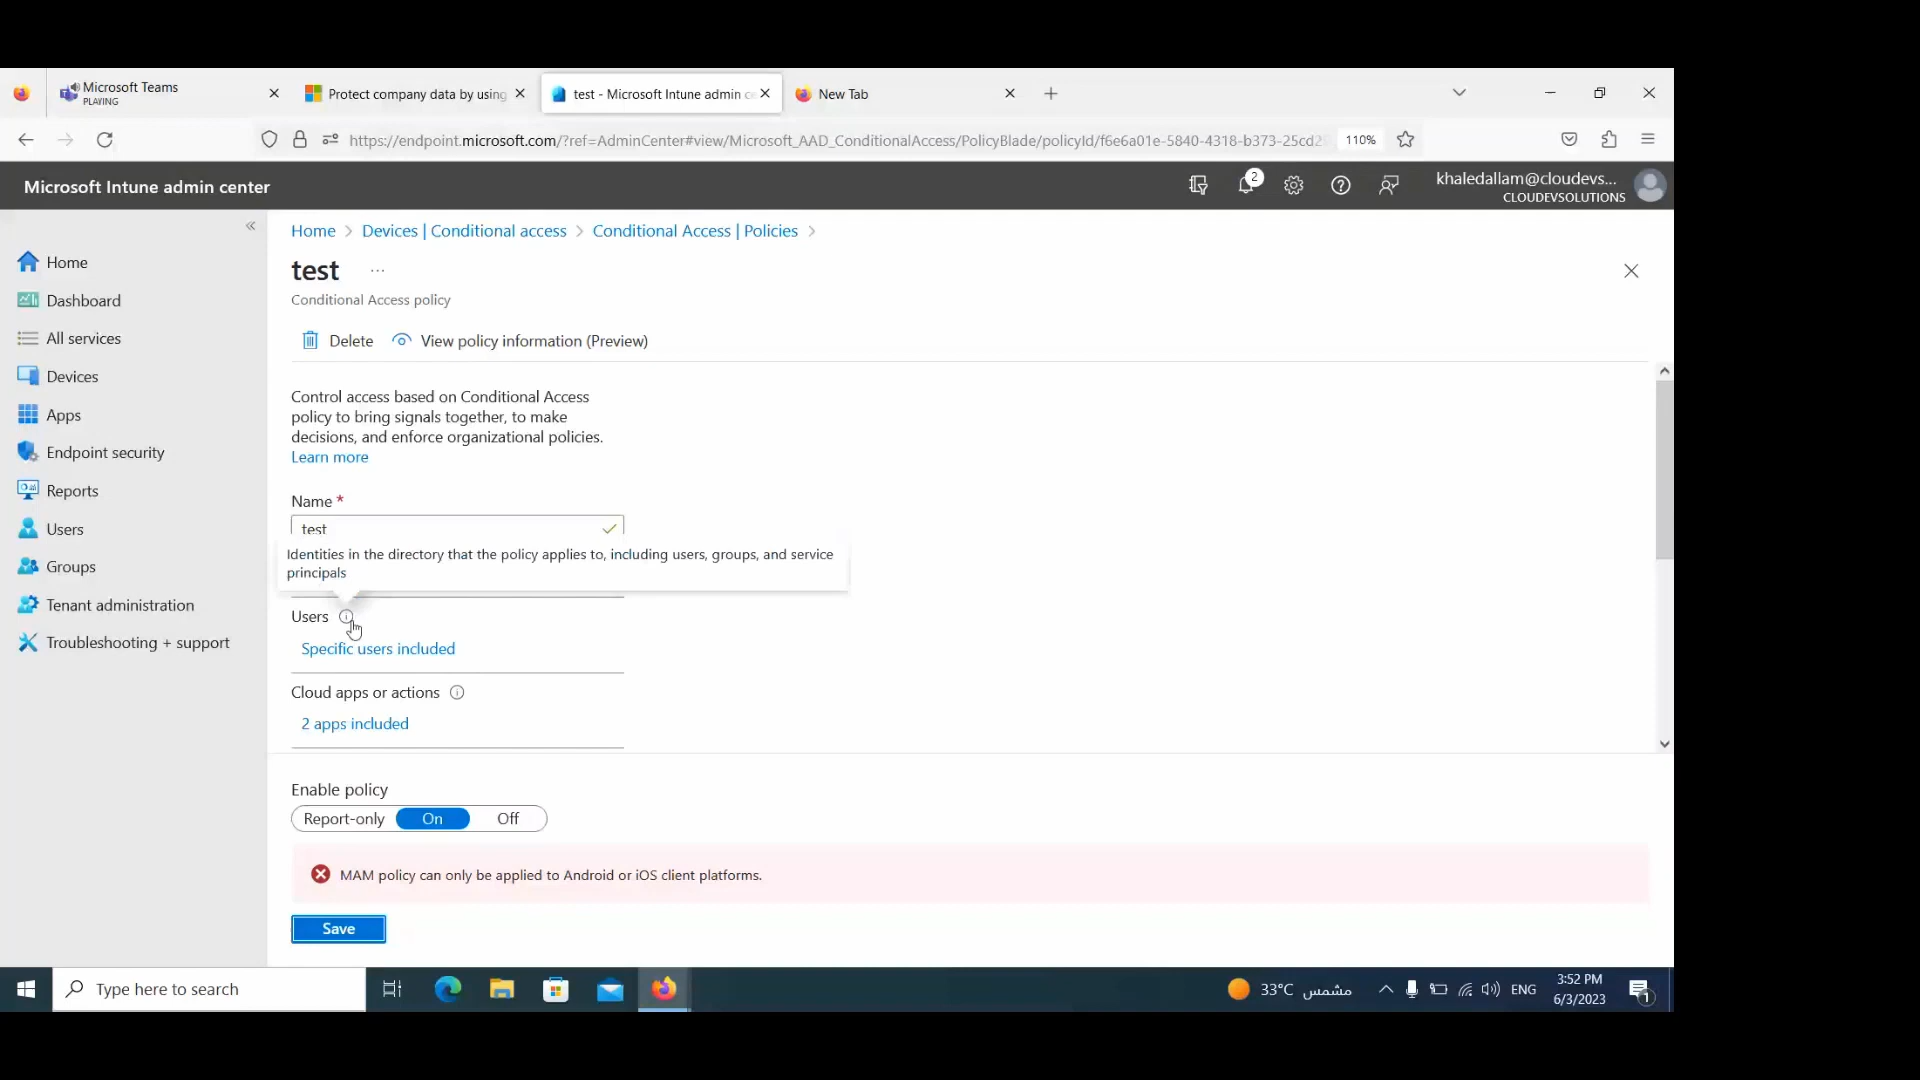 Microsoft Teams
PLAYING
Protect company data by using
test - Microsoft Intune admin ce
New Tab
https://endpoint.microsoft.com/?ref=AdminCenter#view/Microsoft_AAD_ConditionalAccess/PolicyBlade/policyId/f6e6a01e-5840-4318-b373-25cd2
110%
Microsoft Intune admin center
2
khaledallam@cloudevs...
CLOUDEVSOLUTIONS
Home
Dashboard
All services
Devices
Apps
Endpoint security
Reports
Users
Groups
Tenant administration
Troubleshooting + support
Home > Devices | Conditional access > Conditional Access | Policies >
test ...
Conditional Access policy
Delete
View policy information (Preview)
Control access based on Conditional Access
policy to bring signals together, to make
decisions, and enforce organizational policies.
Learn more
Name *
test
Identities in the directory that the policy applies to, including users, groups, and service
principals
Users
Specific users included
Cloud apps or actions
2 apps included
Enable policy
Report-only
On
Off
MAM policy can only be applied to Android or iOS client platforms.
Save
Type here to search
33°C مشمس
ENG
3:52 PM
6/3/2023
1